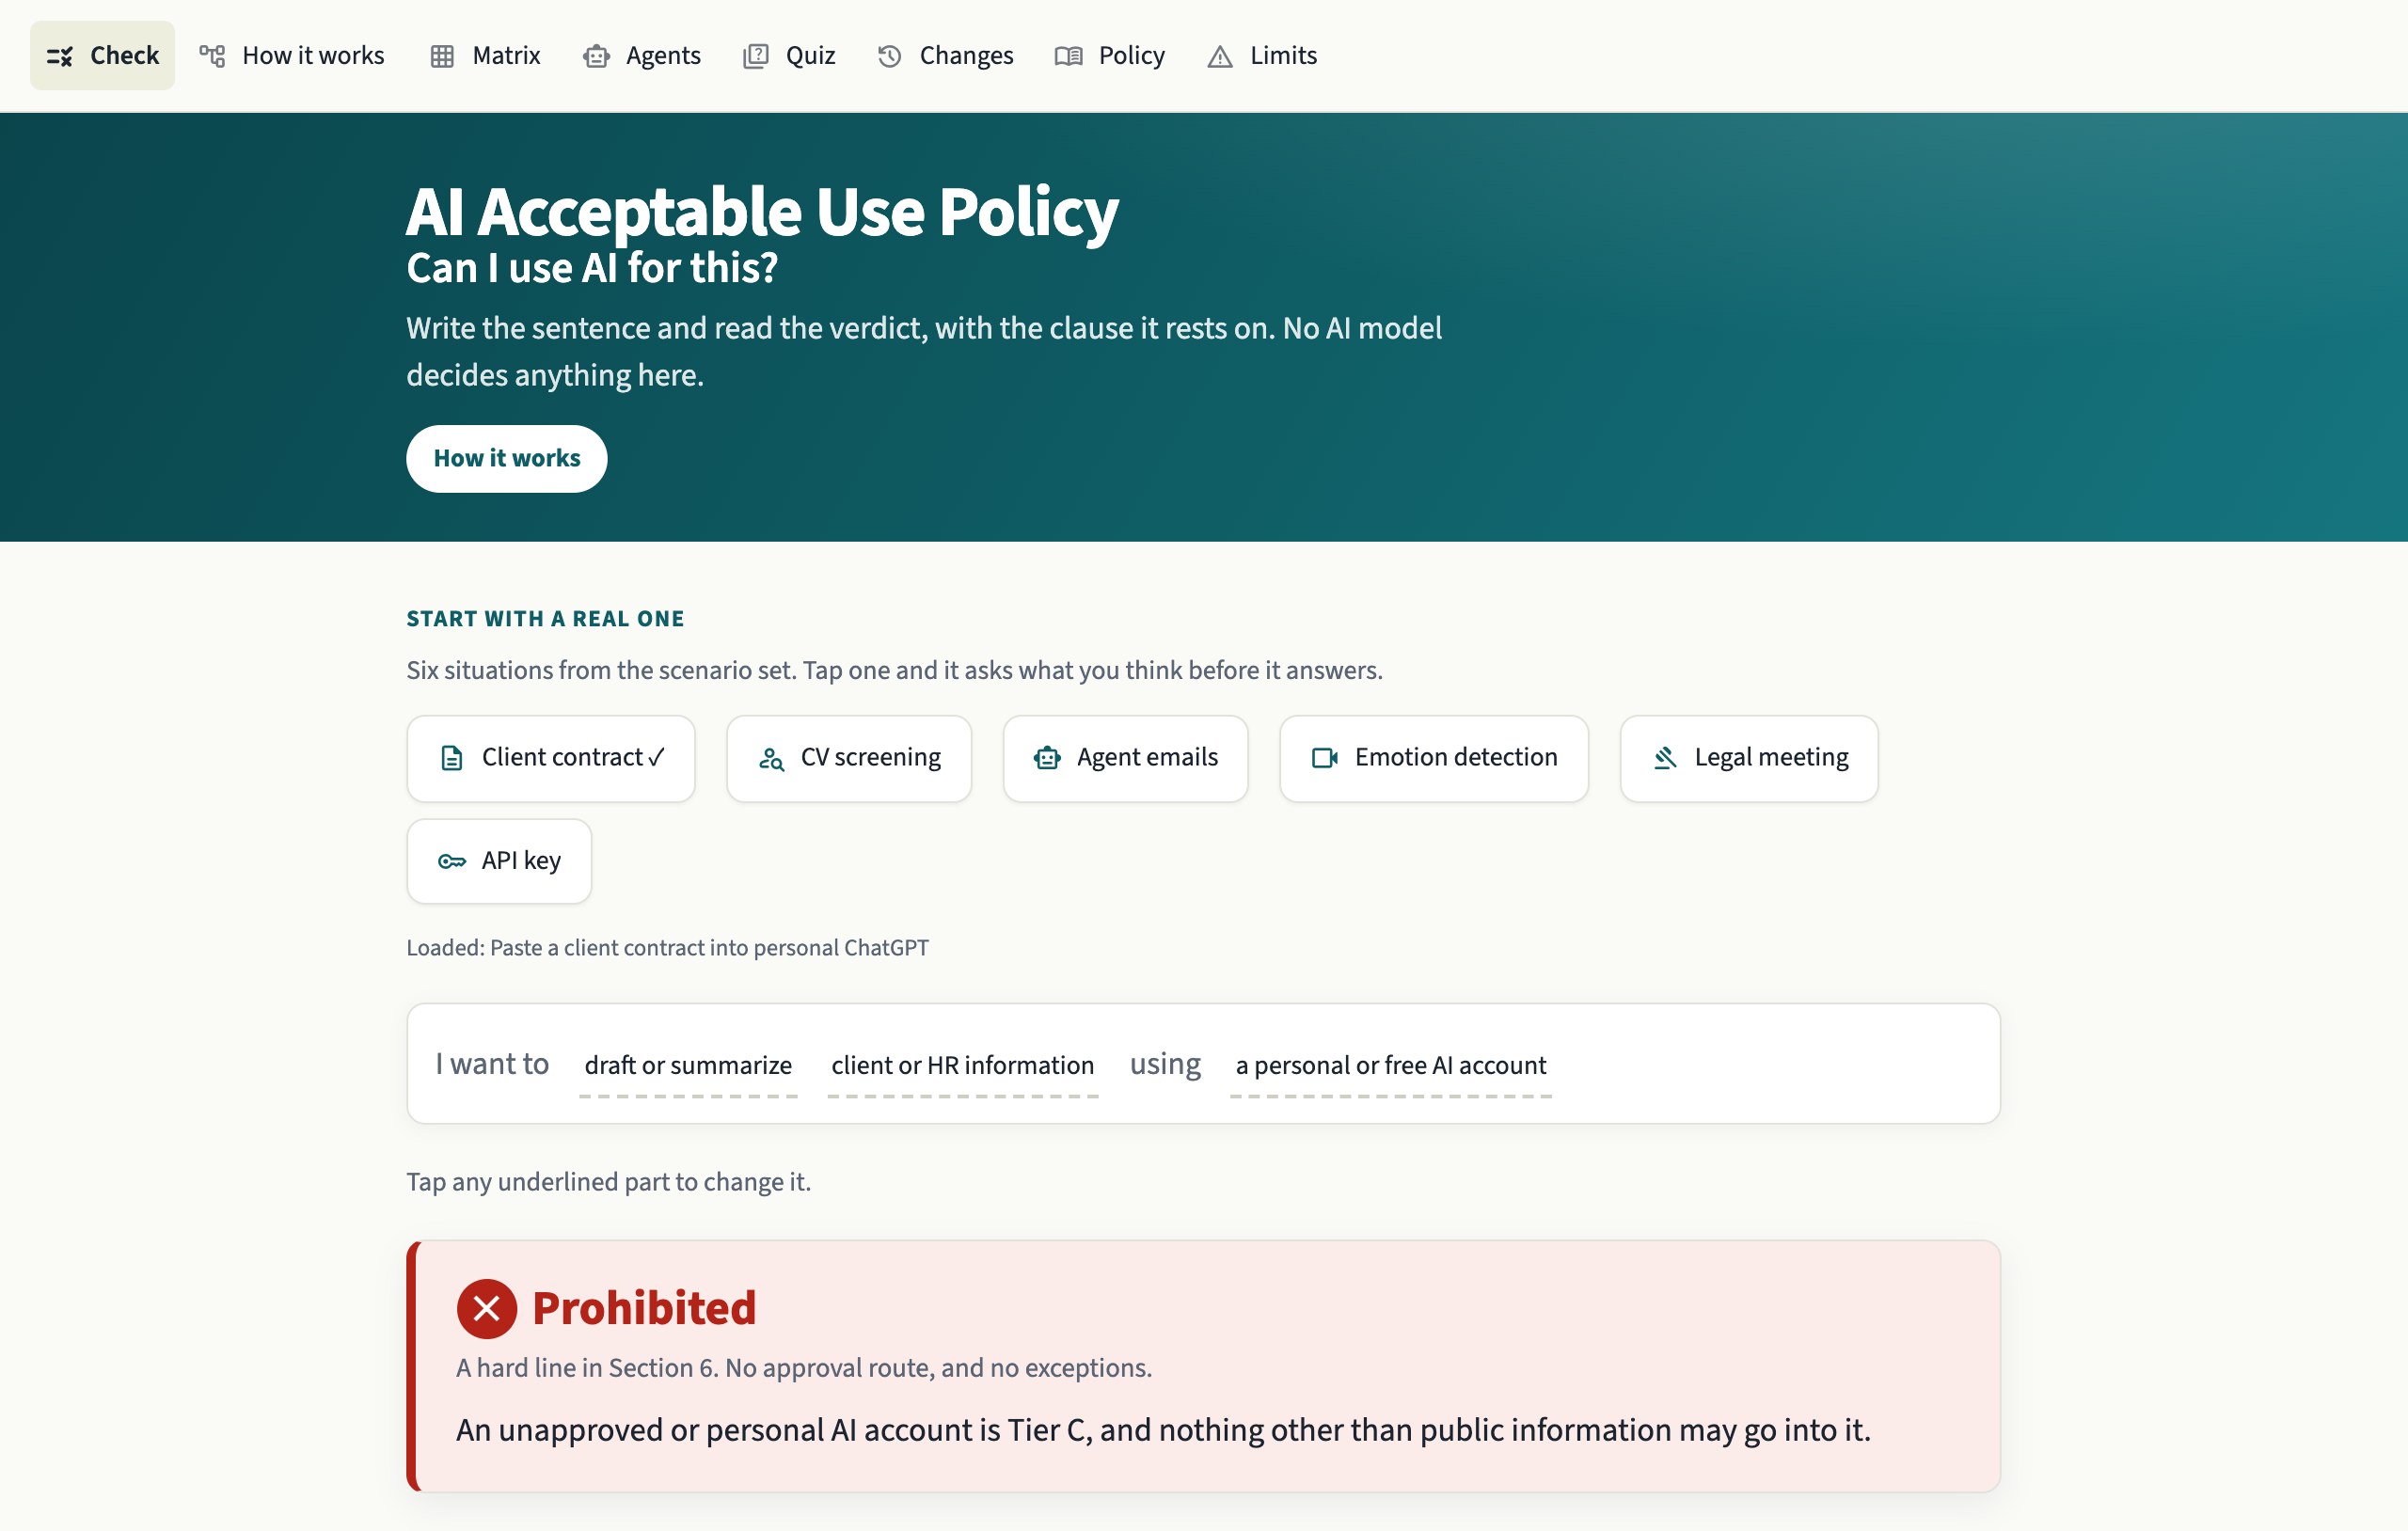 Check How it works Matrix Agents Quiz Changes Policy Limits
AI Acceptable Use Policy
Can I use AI for this?
Write the sentence and read the verdict, with the clause it rests on. No AI model
decides anything here.
How it works
START WITH A REAL ONE
Six situations from the scenario set. Tap one and it asks what you think before it answers.
Client contract ✓ CV screening Agent emails Emotion detection Legal meeting
API key
Loaded: Paste a client contract into personal ChatGPT
I want to draft or summarize client or HR information using a personal or free AI account
Tap any underlined part to change it.
Prohibited
A hard line in Section 6. No approval route, and no exceptions.
An unapproved or personal AI account is Tier C, and nothing other than public information may go into it.